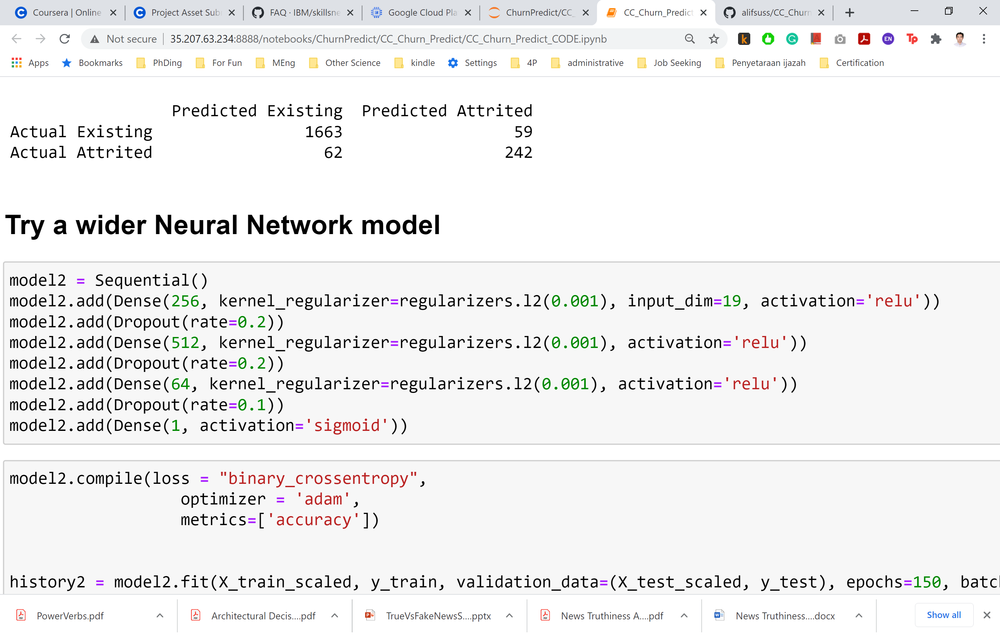 Coursera | Online
Project Asset Sub
FAQ · IBM/skillsne
Google Cloud Pla
ChurnPredict/CC_
CC_Churn_Predict
alifsuss/CC_Churn
Not secure
35.207.63.234:8888/notebooks/ChurnPredict/CC_Churn_Predict/CC_Churn_Predict_CODE.ipynb
EN
Tp
Apps
Bookmarks
PhDing
For Fun
MEng
Other Science
kindle
Settings
4P
administrative
Job Seeking
Penyetaraan ijazah
Certification
Predicted Existing Predicted Attrited
Actual Existing 1663 59
Actual Attrited 62 242
Try a wider Neural Network model
model2 = Sequential()
model2.add(Dense(256, kernel_regularizer=regularizers.l2(0.001), input_dim=19, activation='relu'))
model2.add(Dropout(rate=0.2))
model2.add(Dense(512, kernel_regularizer=regularizers.l2(0.001), activation='relu'))
model2.add(Dropout(rate=0.2))
model2.add(Dense(64, kernel_regularizer=regularizers.l2(0.001), activation='relu'))
model2.add(Dropout(rate=0.1))
model2.add(Dense(1, activation='sigmoid'))
model2.compile(loss = "binary_crossentropy",
optimizer = 'adam',
metrics=['accuracy'])
history2 = model2.fit(X_train_scaled, y_train, validation_data=(X_test_scaled, y_test), epochs=150, batc
PowerVerbs.pdf
Architectural Decis....pdf
TrueVsFakeNewsS....pptx
News Truthiness A....pdf
News Truthiness....docx
Show all